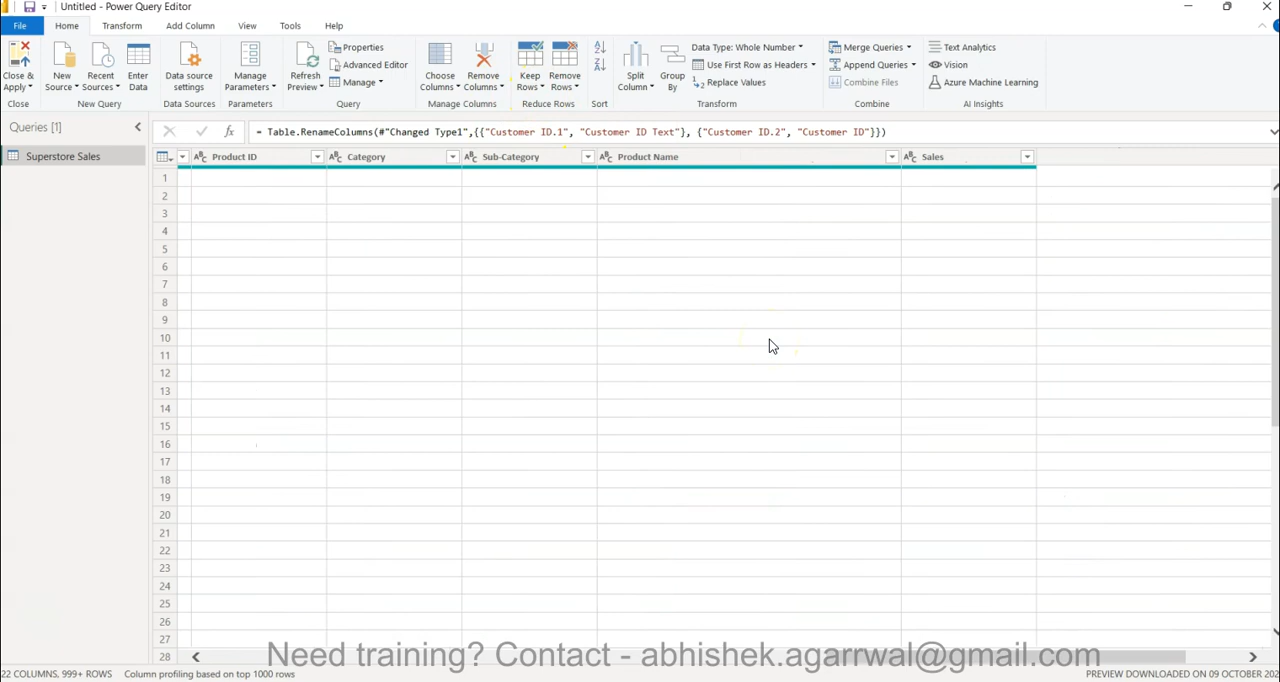 Untitled - Power Query Editor
File Home Transform Add Column View Tools Help
Close & Apply
New Source
Recent Sources
Enter Data
Data source settings
Manage Parameters
Refresh Preview
Properties
Advanced Editor
Manage
Choose Columns
Remove Columns
Keep Rows
Remove Rows
Split Column
Group By
Data Type: Whole Number
Use First Row as Headers
Replace Values
Merge Queries
Append Queries
Combine Files
Text Analytics
Vision
Azure Machine Learning
Close New Query Data Sources Parameters Query Manage Columns Reduce Rows Sort Transform Combine AI Insights
Queries [1]
= Table.RenameColumns(#"Changed Type1",{{"Customer ID.1", "Customer ID Text"}, {"Customer ID.2", "Customer ID"}})
Superstore Sales
Product ID Category Sub-Category Product Name Sales
1
2
3
4
5
6
7
8
9
10
11
12
13
14
15
16
17
18
19
20
21
22
23
24
25
26
27
28
Need training? Contact - abhishek.agarrwal@gmail.com
22 COLUMNS, 999+ ROWS Column profiling based on top 1000 rows
PREVIEW DOWNLOADED ON 09 OCTOBER